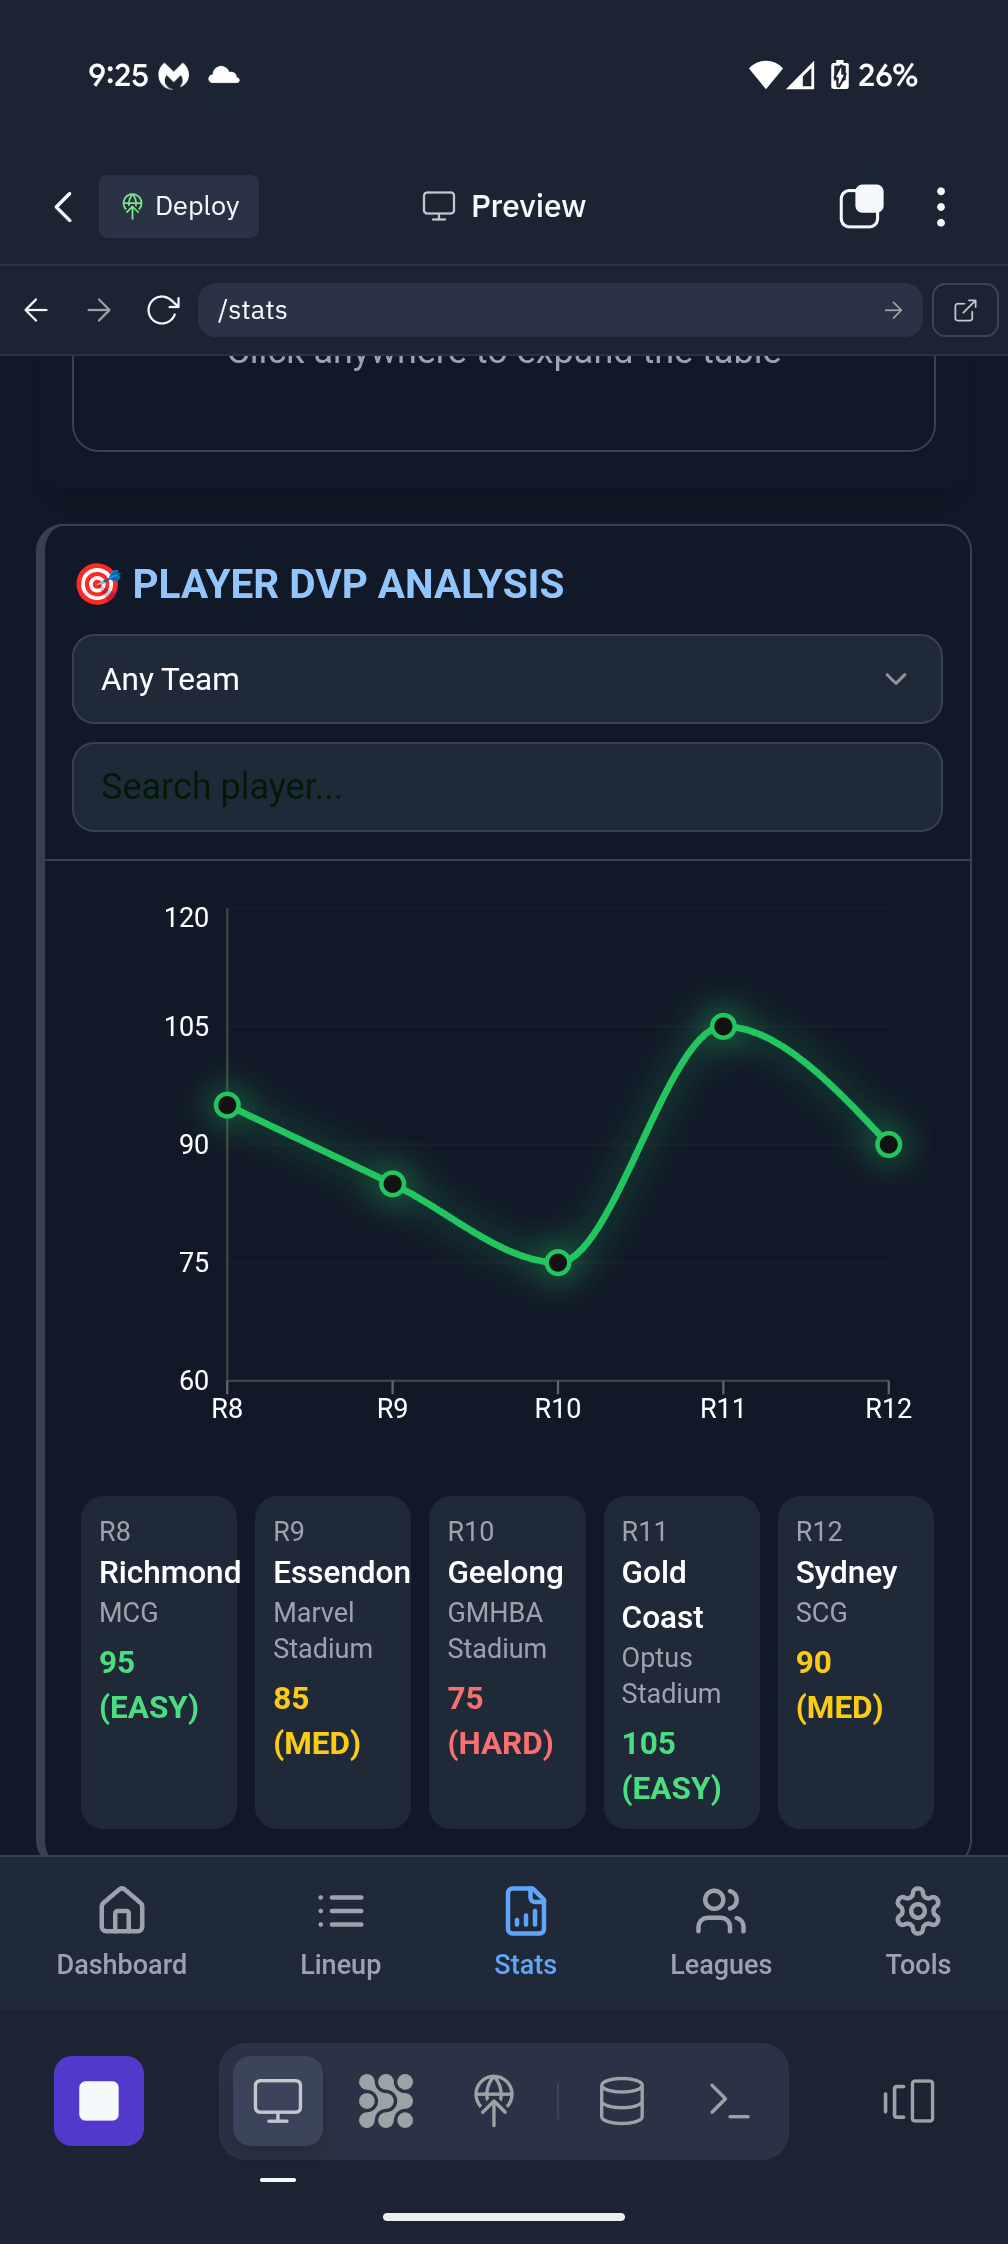 9:25
26%
Deploy
Preview
/stats
Click anywhere to expand the table
🎯 PLAYER DVP ANALYSIS
Any Team
Search player...
120
105
90
75
60
R8 R9 R10 R11 R12
R8
Richmond
MCG
95
(EASY)
R9
Essendon
Marvel
Stadium
85
(MED)
R10
Geelong
GMHBA
Stadium
75
(HARD)
R11
Gold
Coast
Optus
Stadium
105
(EASY)
R12
Sydney
SCG
90
(MED)
Dashboard
Lineup
Stats
Leagues
Tools